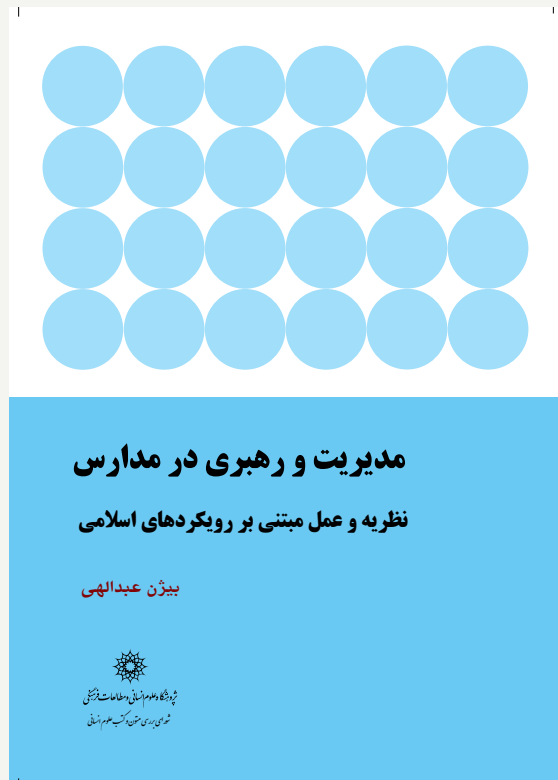 مدیریت و رهبری در مدارس
نظریه و عمل مبتنی بر رویکردهای اسلامی
بیژن عبدالهی
پژوهشگاه علوم انسانی و مطالعات فرهنگی
شورای بررسی متون و کتب علوم انسانی